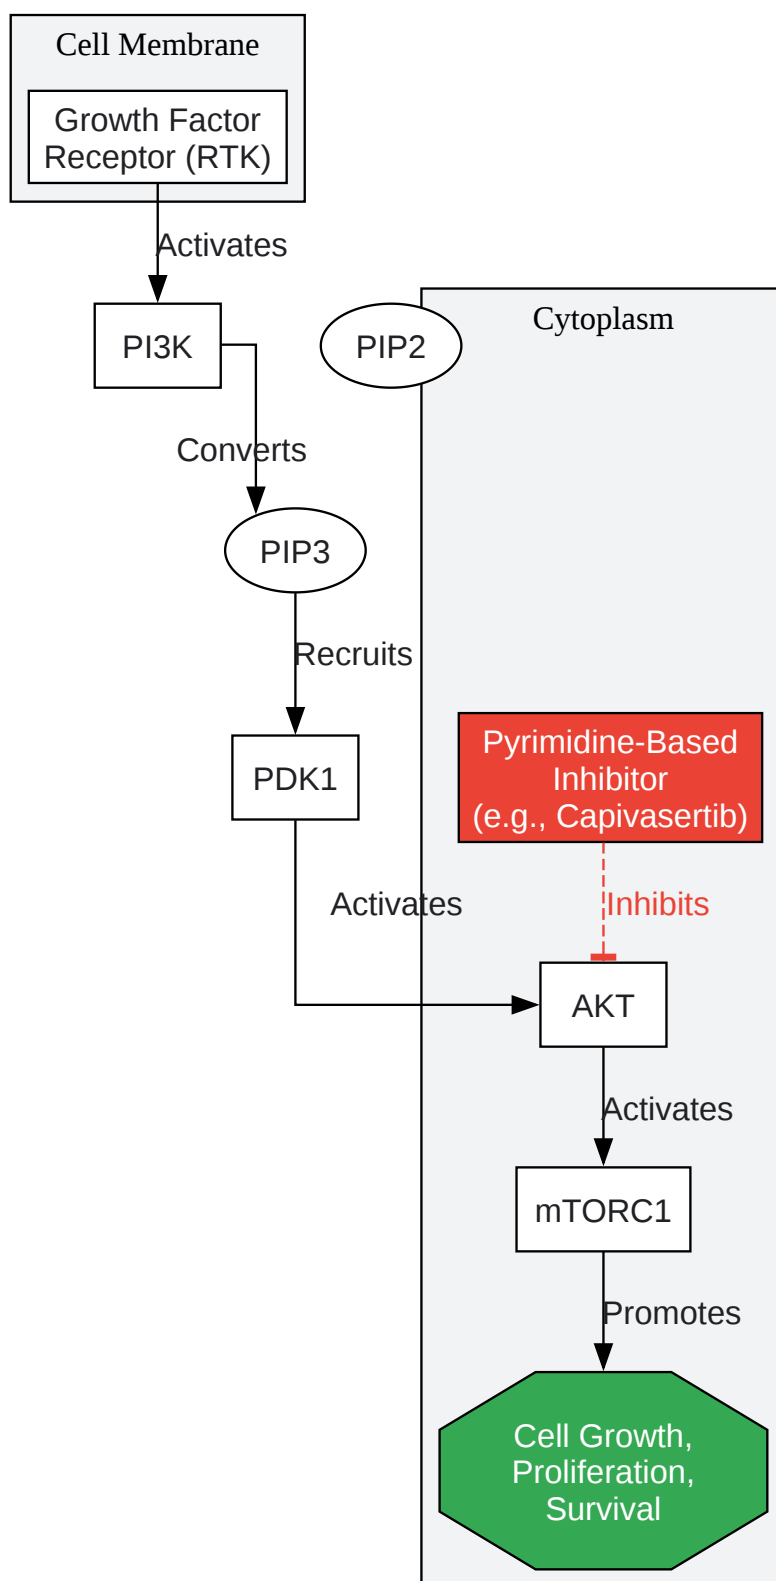 Cell Membrane
Growth Factor
Receptor (RTK)
Activates
PI3K
PIP2
Cytoplasm
Converts
PIP3
Recruits
PDK1
Pyrimidine-Based
Inhibitor
(e.g., Capivasertib)
Activates
Inhibits
AKT
Activates
mTORC1
Promotes
Cell Growth,
Proliferation,
Survival